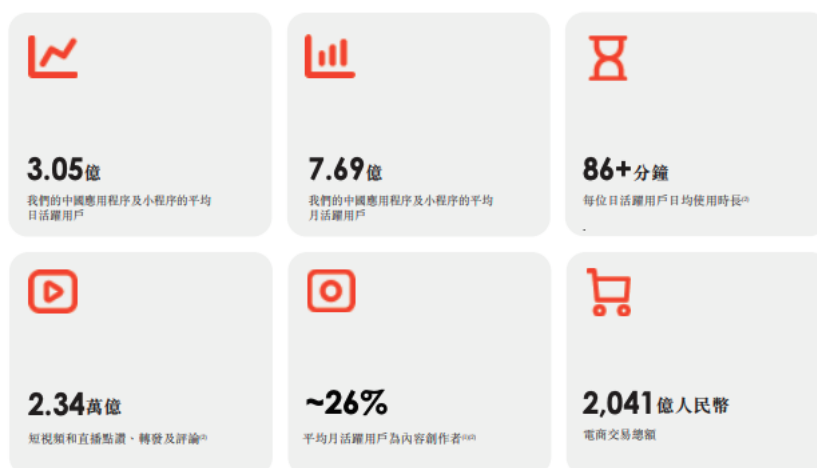 3.05億
我們的中國應用程序及小程序的平均
日活躍用戶
7.69億
我們的中國應用程序及小程序的平均
月活躍用戶
86+分鐘
每位日活躍用戶日均使用時長(2)
.
2.34萬億
短視頻和直播點讚、轉發及評論(2)
~26%
平均月活躍用戶為內容創作者(1)(2)
2,041億人民幣
電商交易總額